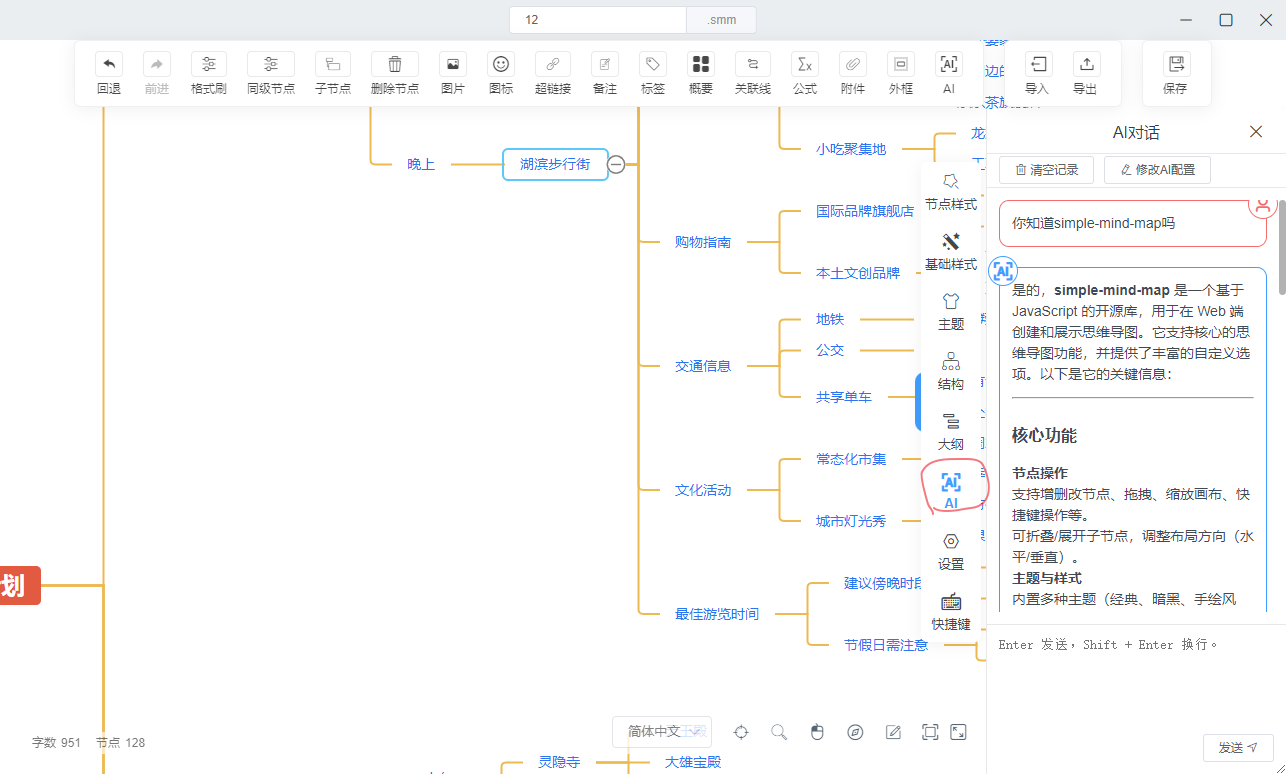 12
.smm
回退
前进
格式刷
同级节点
子节点
删除节点
图片
图标
超链接
备注
标签
概要
关联线
公式
附件
外框
AI
导入
导出
保存
晚上
湖滨步行街
小吃聚集地
购物指南
国际品牌旗舰店
本土文创品牌
交通信息
地铁
公交
共享单车
文化活动
常态化市集
城市灯光秀
最佳游览时间
建议傍晚时段
节假日需注意
划
灵隐寺
大雄宝殿
节点样式
基础样式
主题
结构
大纲
AI
设置
快捷键
AI对话
清空记录
修改AI配置
你知道simple-mind-map吗
AI
是的，simple-mind-map 是一个基于
JavaScript 的开源库，用于在 Web 端
创建和展示思维导图。它支持核心的思
维导图功能，并提供了丰富的自定义选
项。以下是它的关键信息：
核心功能
节点操作
支持增删改节点、拖拽、缩放画布、快
捷键操作等。
可折叠/展开子节点，调整布局方向（水
平/垂直）。
主题与样式
内置多种主题（经典、暗黑、手绘风
Enter 发送，Shift + Enter 换行。
发送
字数 951 节点 128
简体中文